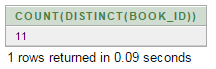 COUNT(DISTINCT(BOOK_ID))
11
1 rows returned in 0.09 seconds